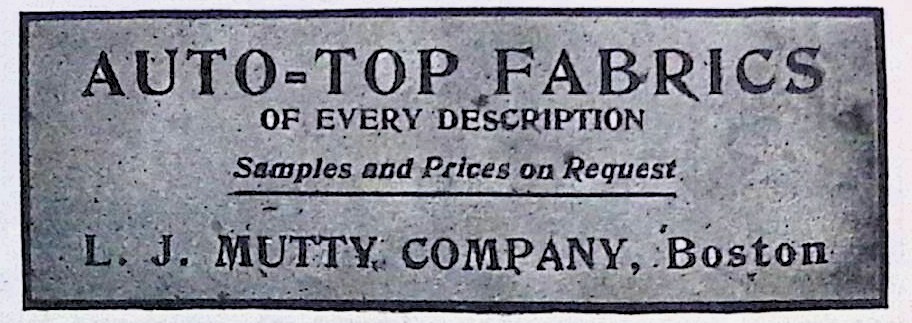 AUTO-TOP FABRICS
OF EVERY DESCRIPTION
Samples and Prices on Request
L. J. MUTTY COMPANY, Boston